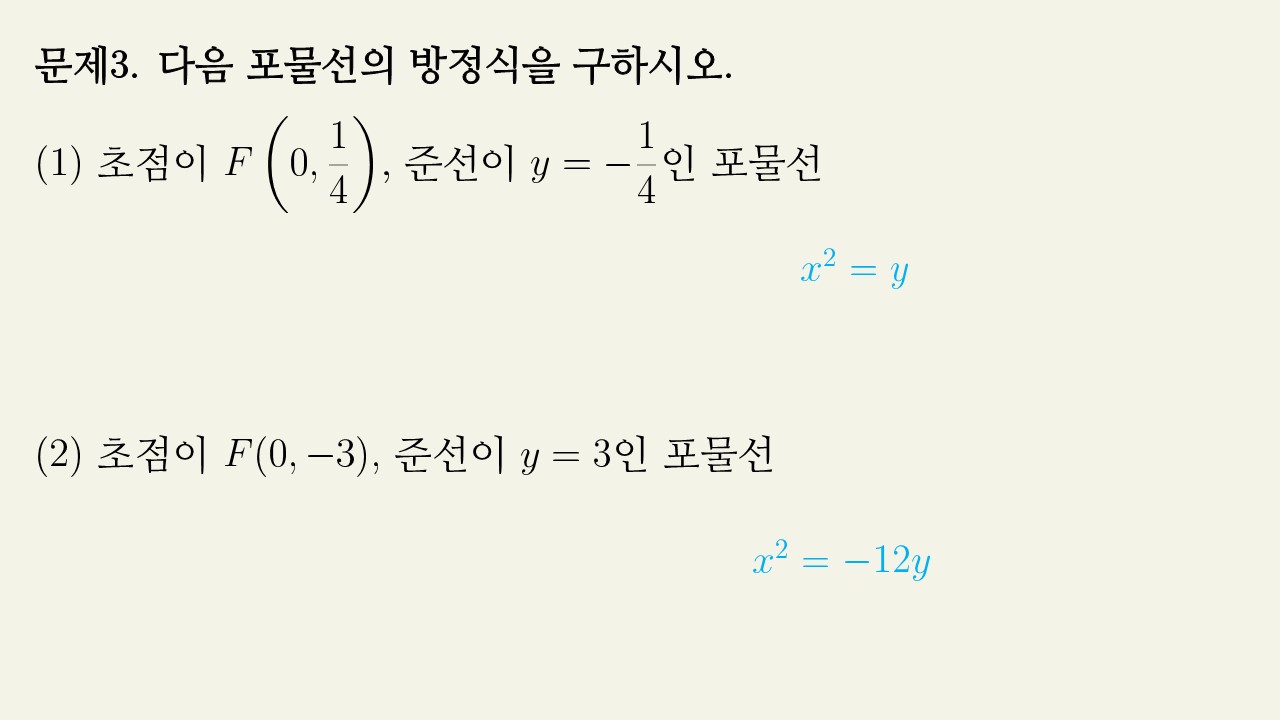 문제3. 다음 포물선의 방정식을 구하시오.
(1) 초점이 $F\left(0, \frac{1}{4}\right)$, 준선이 $y = -\frac{1}{4}$인 포물선
$x^2 = y$
(2) 초점이 $F(0, -3)$, 준선이 $y = 3$인 포물선
$x^2 = -12y$